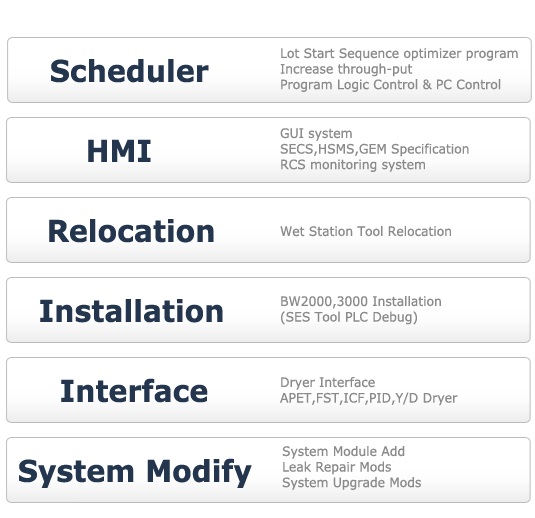 Scheduler
Lot Start Sequence optimizer program
Increase through-put
Program Logic Control & PC Control
HMI
GUI system
SECS,HSMS,GEM Specification
RCS monitoring system
Relocation
Wet Station Tool Relocation
Installation
BW2000,3000 Installation
(SES Tool PLC Debug)
Interface
Dryer Interface
APET,FST,ICF,PID,Y/D Dryer
System Modify
System Module Add
Leak Repair Mods
System Upgrade Mods